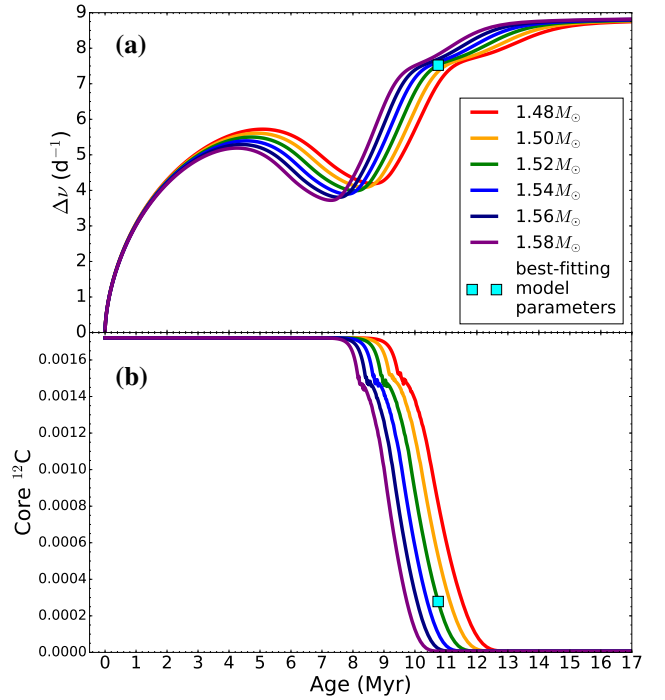 9
8
7
6
5
4
3
2
1
0
Δν (d⁻¹)
(a)
1.48M☉
1.50M☉
1.52M☉
1.54M☉
1.56M☉
1.58M☉
best-fitting
model
parameters
0.0016
0.0014
0.0012
0.0010
0.0008
0.0006
0.0004
0.0002
0.0000
Core ¹²C
(b)
0 1 2 3 4 5 6 7 8 9 10 11 12 13 14 15 16 17
Age (Myr)